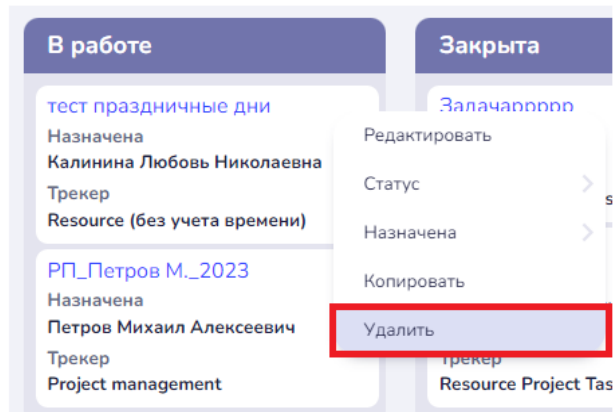 В работе
тест праздничные дни
Назначена
Калинина Любовь Николаевна
Трекер
Resource (без учета времени)
РП_Петров М._2023
Назначена
Петров Михаил Алексеевич
Трекер
Project management
Закрыта
Задачаррррр
Редактировать
Статус
Назначена
Копировать
Удалить
Трекер
Resource Project Tas